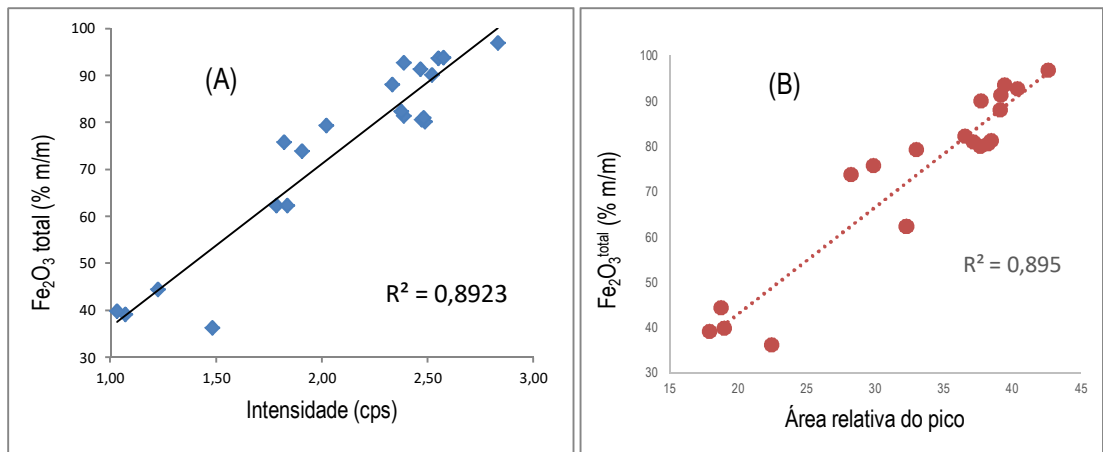 (A)
Fe₂O₃ total (% m/m)
100
90
80
70
60
50
40
30
R² = 0,8923
1,00 1,50 2,00 2,50 3,00
Intensidade (cps)
(B)
Fe₂O₃ᵗᵒᵗᵃˡ (% m/m)
100
90
80
70
60
50
40
30
R² = 0,895
15 20 25 30 35 40 45
Área relativa do pico